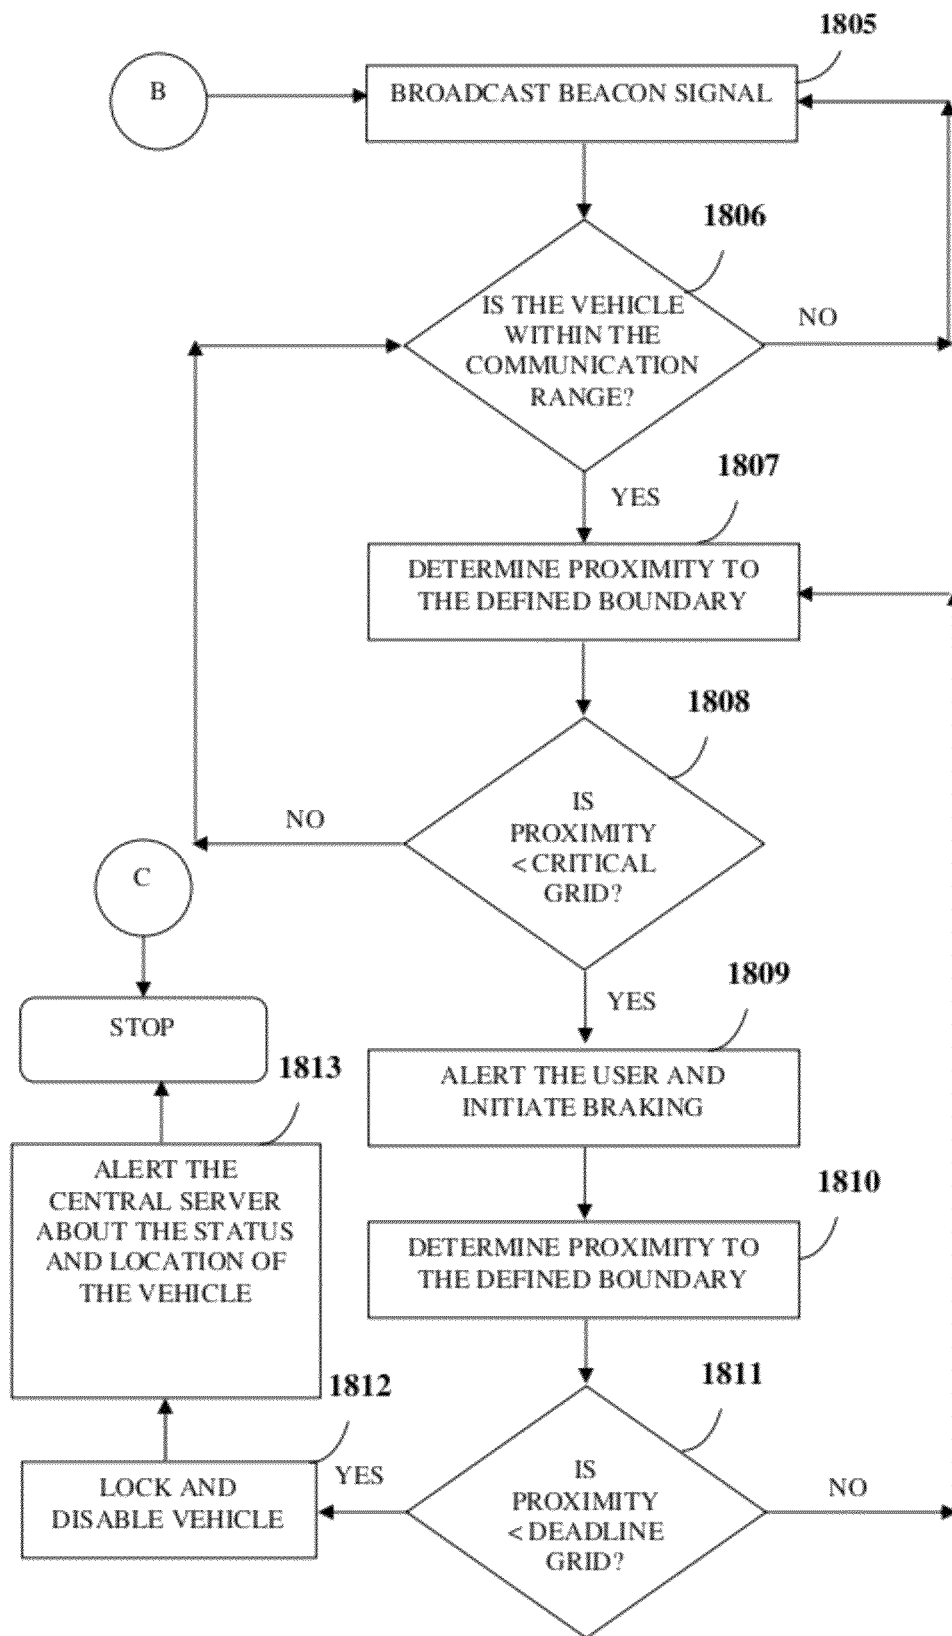 1805
B
BROADCAST BEACON SIGNAL
1806
IS THE VEHICLE
WITHIN THE
COMMUNICATION
RANGE?
NO
1807
YES
DETERMINE PROXIMITY TO
THE DEFINED BOUNDARY
1808
IS
PROXIMITY
< CRITICAL
GRID?
NO
C
1809
YES
STOP
1813
ALERT THE USER AND
INITIATE BRAKING
ALERT THE
CENTRAL SERVER
ABOUT THE STATUS
AND LOCATION OF
THE VEHICLE
1810
DETERMINE PROXIMITY TO
THE DEFINED BOUNDARY
1811
1812
IS
PROXIMITY
< DEADLINE
GRID?
YES
NO
LOCK AND
DISABLE VEHICLE